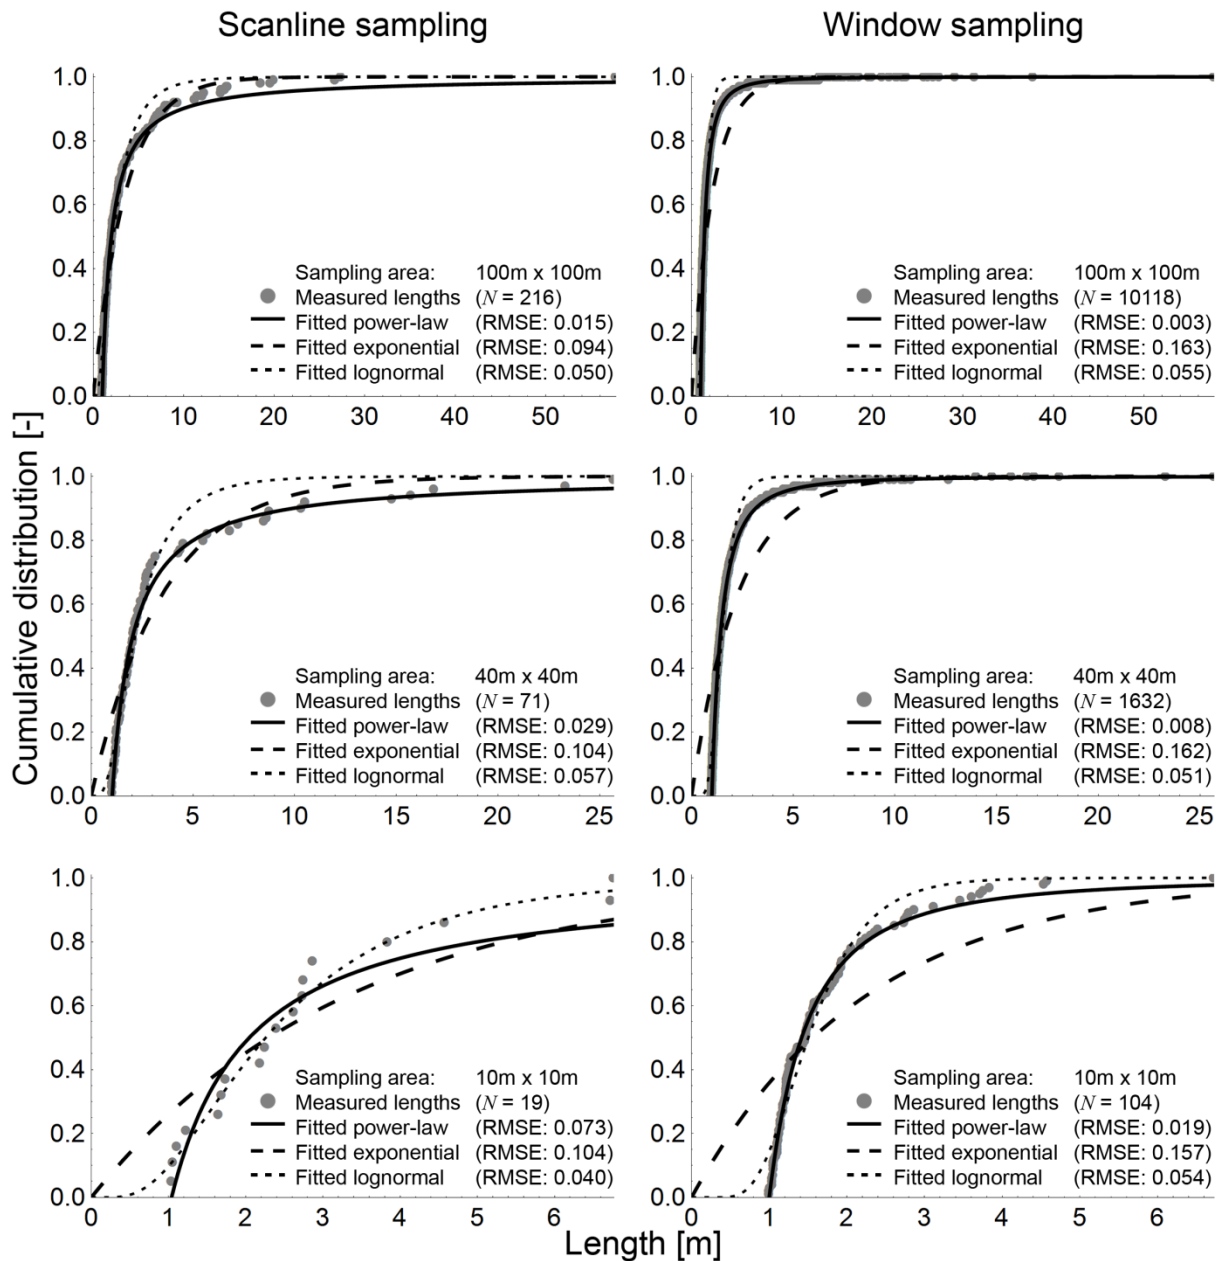 Scanline sampling
Window sampling
Cumulative distribution [-]
1.0
0.8
0.6
0.4
0.2
0.0
Sampling area: 100m x 100m
Measured lengths (N = 216)
Fitted power-law (RMSE: 0.015)
Fitted exponential (RMSE: 0.094)
Fitted lognormal (RMSE: 0.050)
0 10 20 30 40 50
1.0
0.8
0.6
0.4
0.2
0.0
Sampling area: 100m x 100m
Measured lengths (N = 10118)
Fitted power-law (RMSE: 0.003)
Fitted exponential (RMSE: 0.163)
Fitted lognormal (RMSE: 0.055)
0 10 20 30 40 50
1.0
0.8
0.6
0.4
0.2
0.0
Sampling area: 40m x 40m
Measured lengths (N = 71)
Fitted power-law (RMSE: 0.029)
Fitted exponential (RMSE: 0.104)
Fitted lognormal (RMSE: 0.057)
0 5 10 15 20 25
1.0
0.8
0.6
0.4
0.2
0.0
Sampling area: 40m x 40m
Measured lengths (N = 1632)
Fitted power-law (RMSE: 0.008)
Fitted exponential (RMSE: 0.162)
Fitted lognormal (RMSE: 0.051)
0 5 10 15 20 25
1.0
0.8
0.6
0.4
0.2
0.0
Sampling area: 10m x 10m
Measured lengths (N = 19)
Fitted power-law (RMSE: 0.073)
Fitted exponential (RMSE: 0.104)
Fitted lognormal (RMSE: 0.040)
0 1 2 3 4 5 6
1.0
0.8
0.6
0.4
0.2
0.0
Sampling area: 10m x 10m
Measured lengths (N = 104)
Fitted power-law (RMSE: 0.019)
Fitted exponential (RMSE: 0.157)
Fitted lognormal (RMSE: 0.054)
0 1 2 3 4 5 6
Length [m]